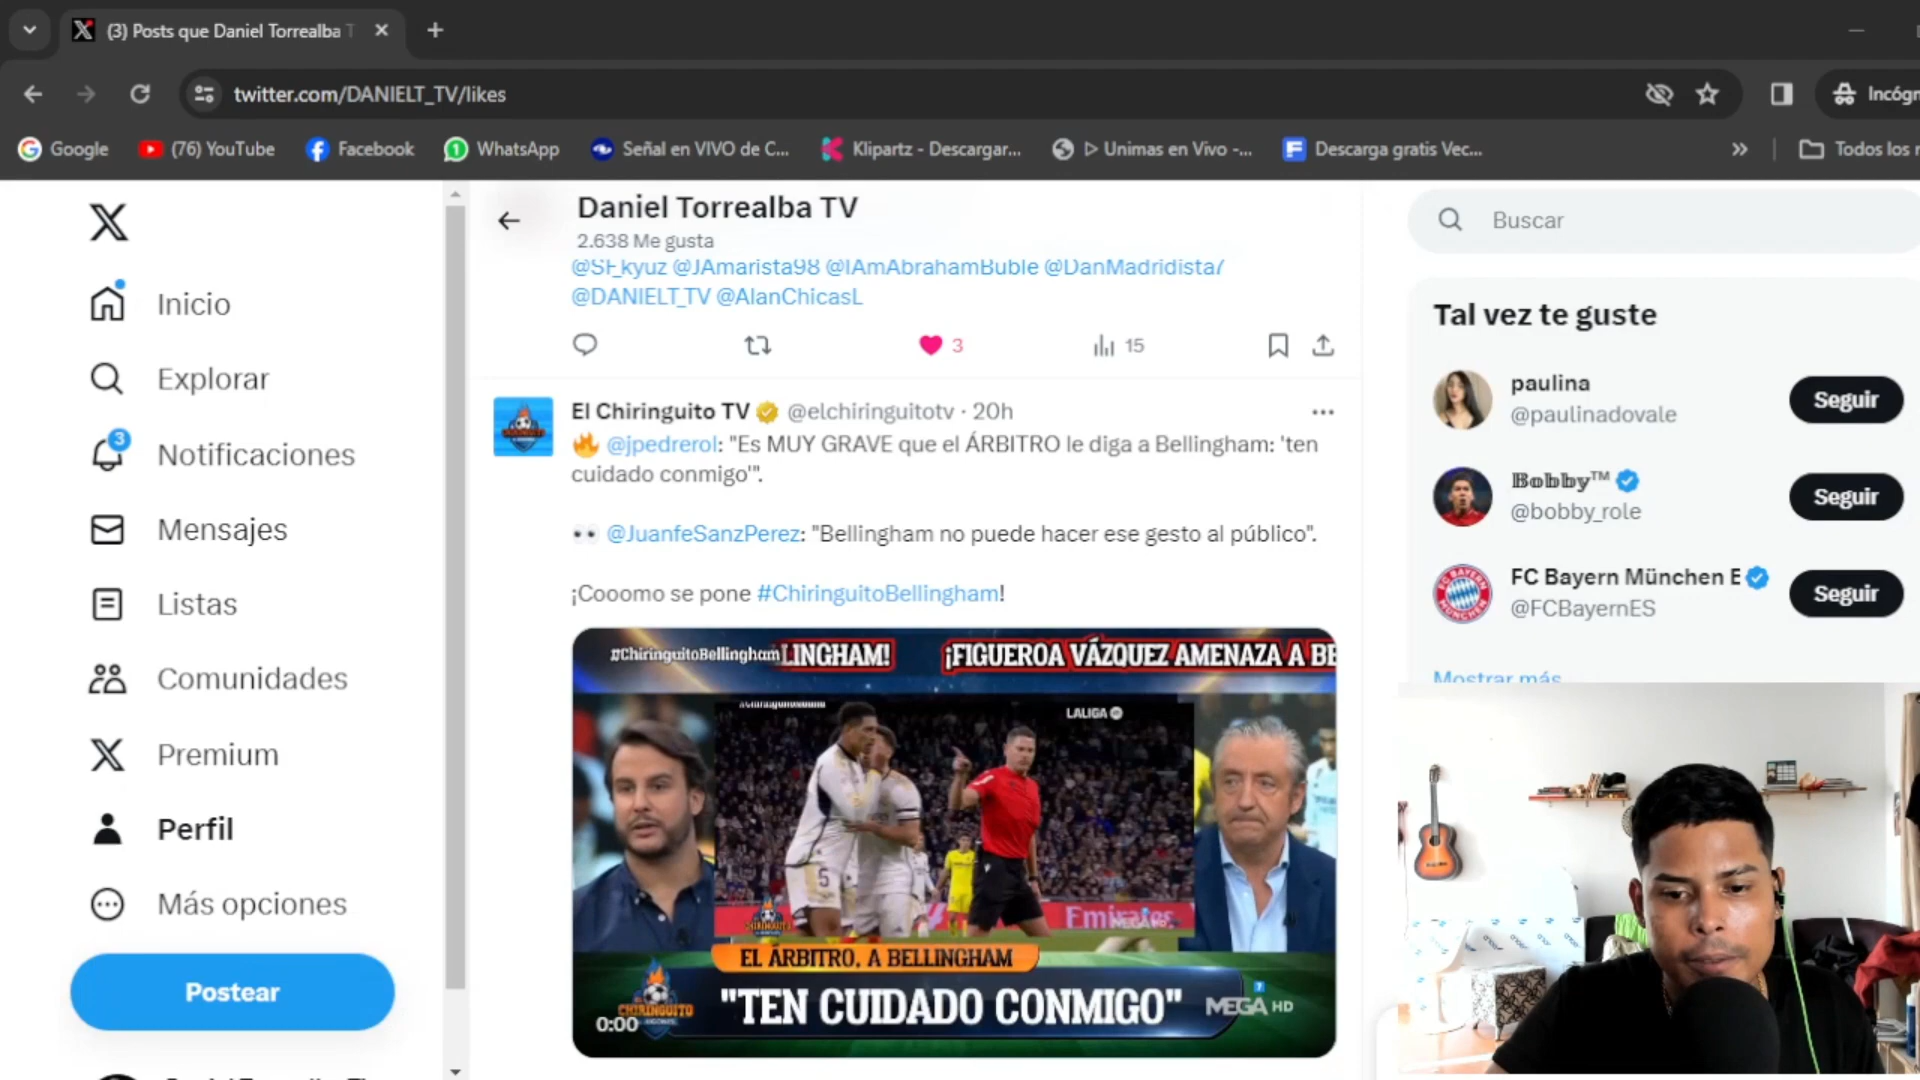 (3) Posts que Daniel Torrealba T
twitter.com/DANIELT_TV/likes
Incógn
Google
(76) YouTube
Facebook
WhatsApp
Señal en VIVO de C...
Klipartz - Descargar...
Unimas en Vivo -...
Descarga gratis Vec...
Todos los r
Inicio
Explorar
3
Notificaciones
Mensajes
Listas
Comunidades
Premium
Perfil
Más opciones
Postear
Daniel Torrealba TV
2.638 Me gusta
@SF_kyuz @JAmarista98 @IAmAbrahamBuble @DanMadridista7
@DANIELT_TV @AlanChicasL
3
15
El Chiringuito TV @elchiringuitotv · 20h
@jpedrerol: "Es MUY GRAVE que el ÁRBITRO le diga a Bellingham: 'ten
cuidado conmigo'".
@JuanfeSanzPerez: "Bellingham no puede hacer ese gesto al público".
¡Cooomo se pone #ChiringuitoBellingham!
#ChiringuitoBellingham LINGHAM! ¡FIGUEROA VÁZQUEZ AMENAZA A BE
LALIGA
5
Emirates
EL ÁRBITRO, A BELLINGHAM
"TEN CUIDADO CONMIGO"
CHIRINGUITO
MEGA HD
0:00
Buscar
Tal vez te guste
paulina
@paulinadovale
Seguir
Bobby™
@bobby_role
Seguir
FC Bayern München E
@FCBayernES
Seguir
Mostrar más